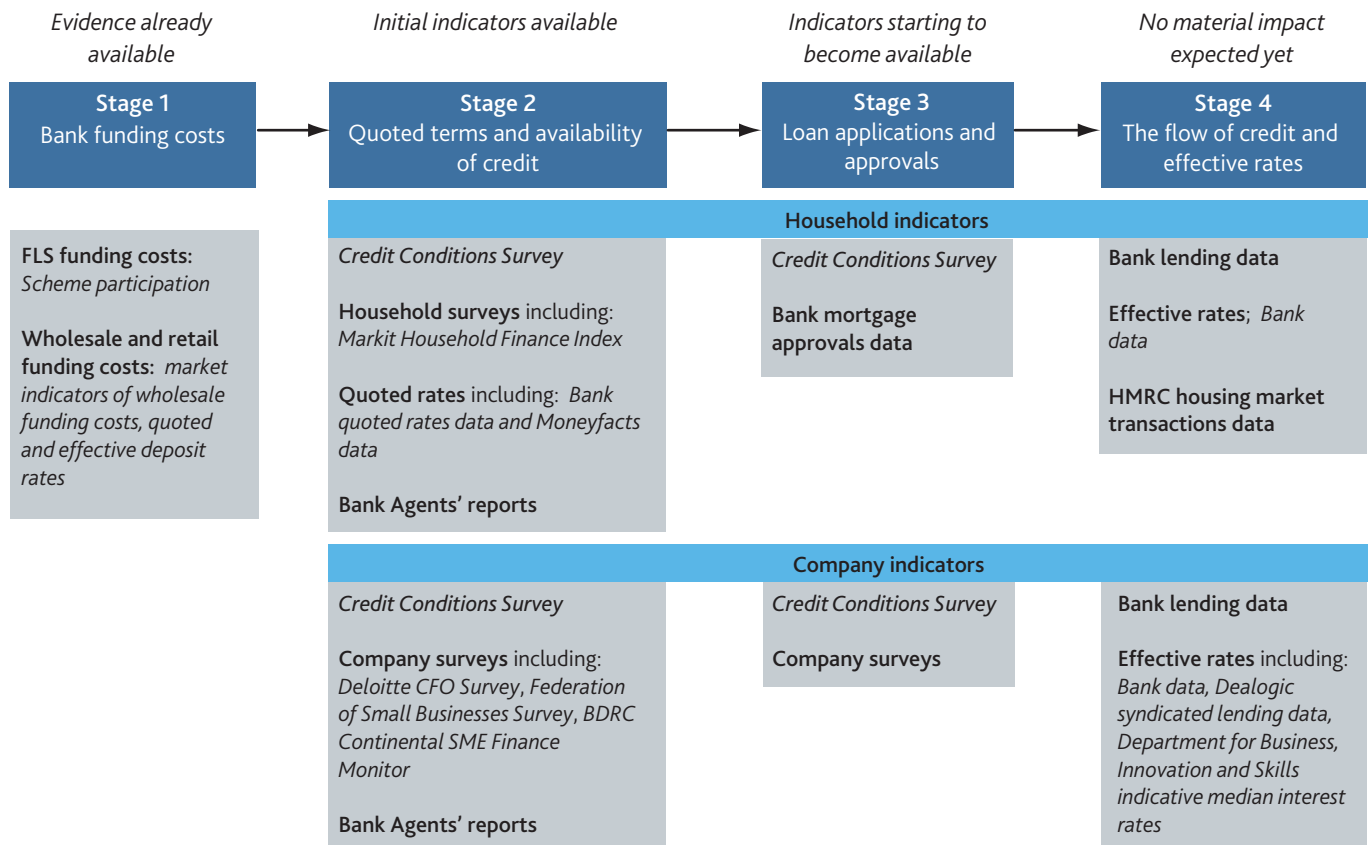 Evidence already
available
Initial indicators available
Indicators starting to
become available
No material impact
expected yet
Stage 1
Bank funding costs
Stage 2
Quoted terms and availability
of credit
Stage 3
Loan applications and
approvals
Stage 4
The flow of credit and
effective rates
Household indicators
FLS funding costs:
Scheme participation
Wholesale and retail
funding costs: market
indicators of wholesale
funding costs, quoted
and effective deposit
rates
Credit Conditions Survey
Household surveys including:
Markit Household Finance Index
Quoted rates including: Bank
quoted rates data and Moneyfacts
data
Bank Agents’ reports
Credit Conditions Survey
Bank mortgage
approvals data
Bank lending data
Effective rates; Bank
data
HMRC housing market
transactions data
Company indicators
Credit Conditions Survey
Company surveys including:
Deloitte CFO Survey, Federation
of Small Businesses Survey, BDRC
Continental SME Finance
Monitor
Bank Agents’ reports
Credit Conditions Survey
Company surveys
Bank lending data
Effective rates including:
Bank data, Dealogic
syndicated lending data,
Department for Business,
Innovation and Skills
indicative median interest
rates